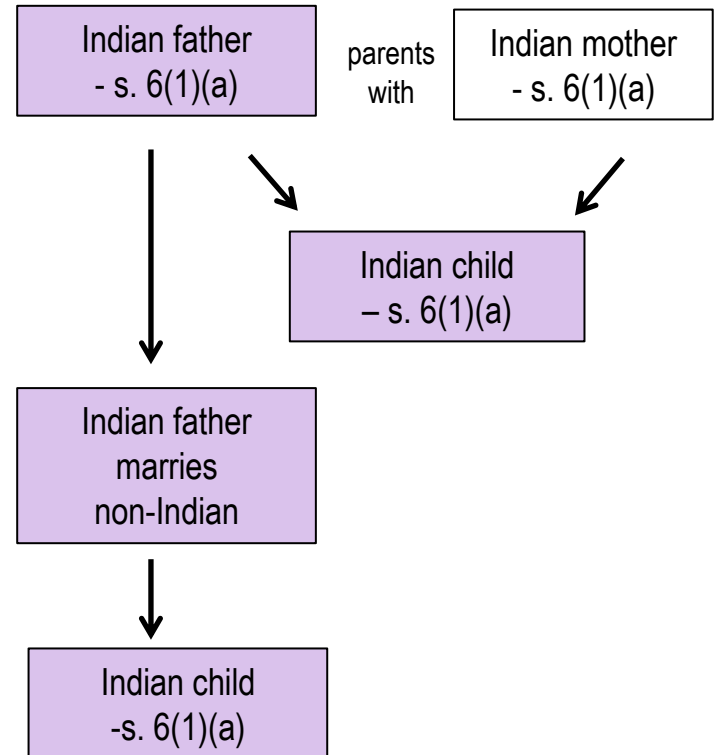 Indian father
- s. 6(1)(a)
parents
with
Indian mother
- s. 6(1)(a)
Indian child
– s. 6(1)(a)
Indian father
marries
non-Indian
Indian child
-s. 6(1)(a)